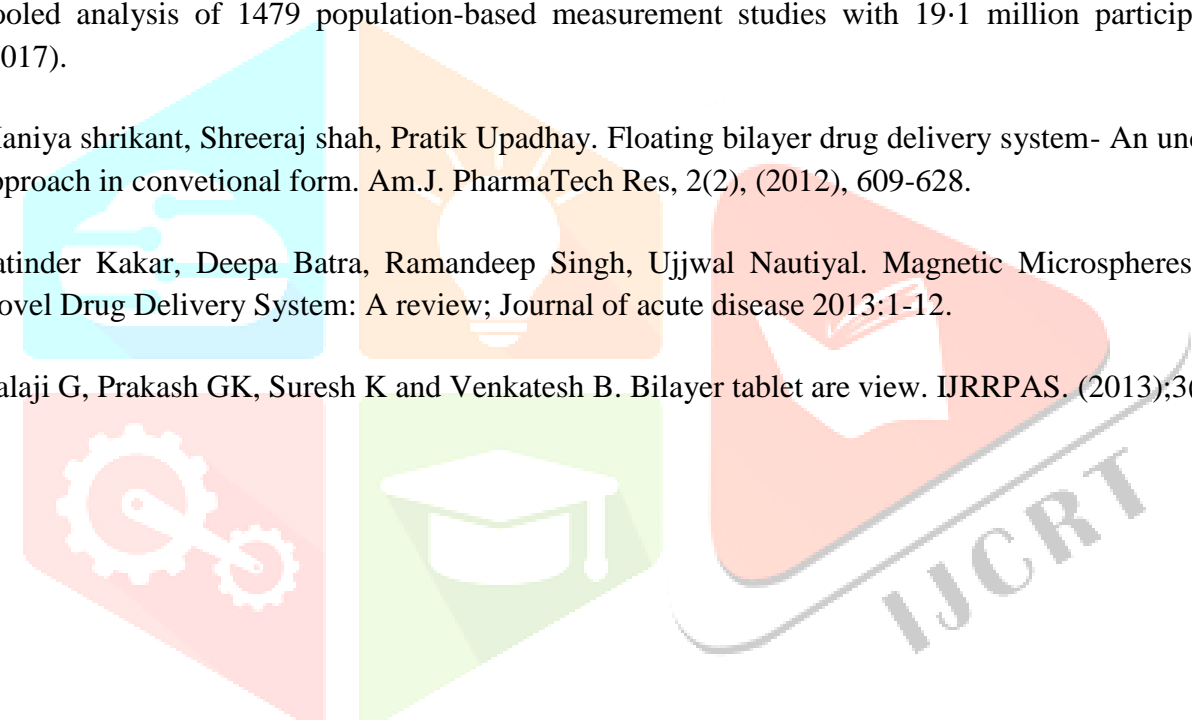 ooled analysis of 1479 population-based measurement studies with 19·1 million particip
017).
aniya shrikant, Shreeraj shah, Pratik Upadhay. Floating bilayer drug delivery system- An un
pproach in convetional form. Am.J. PharmaTech Res, 2(2), (2012), 609-628.
atinder Kakar, Deepa Batra, Ramandeep Singh, Ujjwal Nautiyal. Magnetic Microspheres
ovel Drug Delivery System: A review; Journal of acute disease 2013:1-12.
alaji G, Prakash GK, Suresh K and Venkatesh B. Bilayer tablet are view. IJRRPAS. (2013);3(
IJCRT